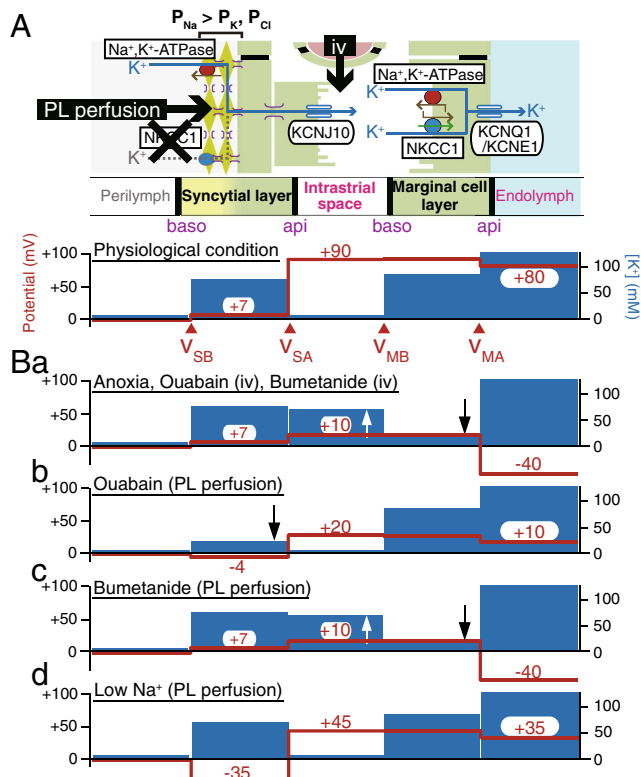 A
P_Na > P_K, P_Cl
Na⁺,K⁺-ATPase
K⁺
iv
Na⁺,K⁺-ATPase
K⁺
K⁺
PL perfusion
NKCC1
KCNJ10
KCNQ1
/KCNE1
K⁺
K⁺
NKCC1
Perilymph
Syncytial layer
Intrastrial
space
Marginal cell
layer
Endolymph
baso
api
baso
api
Potential (mV)
[K⁺] (mM)
Physiological condition
+100
+50
0
+7
+90
+80
100
50
0
V_SB
V_SA
V_MB
V_MA
Ba
Anoxia, Ouabain (iv), Bumetanide (iv)
+100
+50
0
+7
+10
-40
100
50
0
b
Ouabain (PL perfusion)
+100
+50
0
-4
+20
+10
100
50
0
c
Bumetanide (PL perfusion)
+100
+50
0
+7
+10
-40
100
50
0
d
Low Na⁺ (PL perfusion)
+100
+50
0
-35
+45
+35
100
50
0